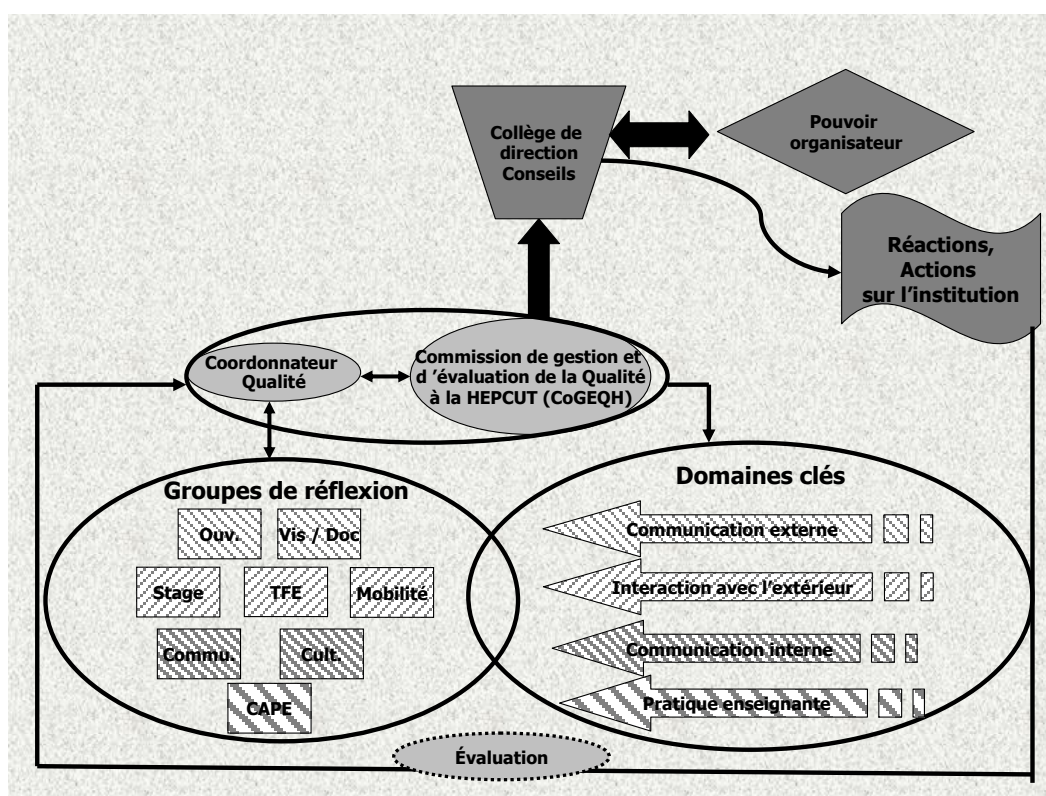 Collège de
direction
Conseils
Pouvoir
organisateur
Réactions,
Actions
sur l'institution
Coordonnateur
Qualité
Commission de gestion et
d 'évaluation de la Qualité
à la HEPCUT (CoGEQH)
Groupes de réflexion
Ouv.
Vis / Doc
Stage
TFE
Mobilité
Commu.
Cult.
CAPE
Domaines clés
Communication externe
Interaction avec l'extérieur
Communication interne
Pratique enseignante
Évaluation